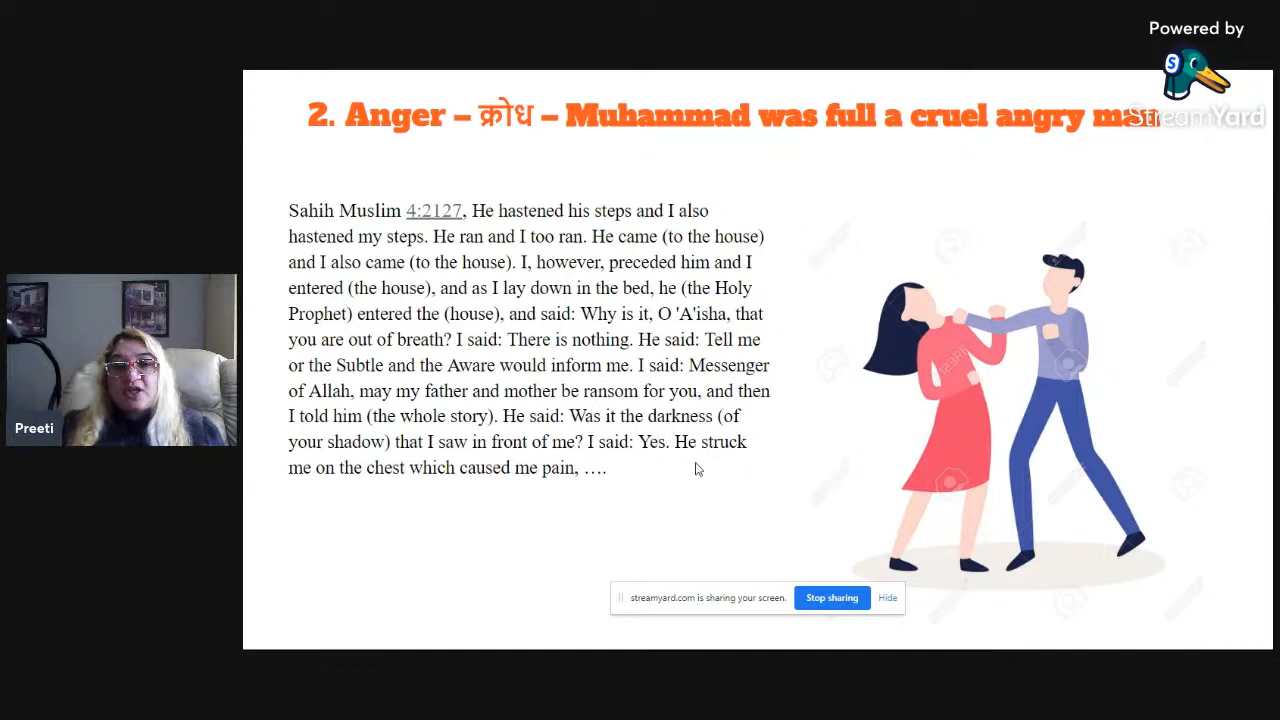 Powered by
S
StreamYard
2. Anger – क्रोध – Muhammad was full a cruel angry man
Sahih Muslim 4:2127, He hastened his steps and I also
hastened my steps. He ran and I too ran. He came (to the house)
and I also came (to the house). I, however, preceded him and I
entered (the house), and as I lay down in the bed, he (the Holy
Prophet) entered the (house), and said: Why is it, O 'A'isha, that
you are out of breath? I said: There is nothing. He said: Tell me
or the Subtle and the Aware would inform me. I said: Messenger
of Allah, may my father and mother be ransom for you, and then
I told him (the whole story). He said: Was it the darkness (of
your shadow) that I saw in front of me? I said: Yes. He struck
me on the chest which caused me pain, ….
Preeti
123RF
streamyard.com is sharing your screen.
Stop sharing
Hide